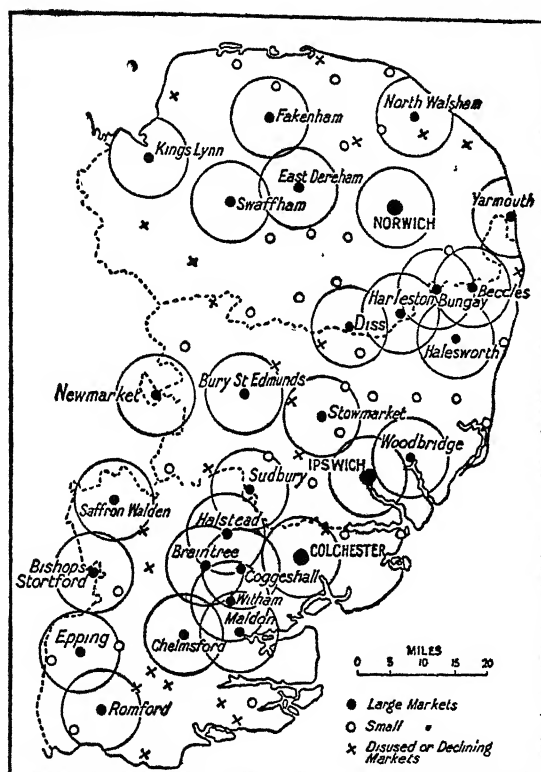 Fakenham
North Walsham
Kings Lynn
East Dereham
Swaffham
NORWICH
Yarmouth
Harleston
Bungay
Beccles
Diss
Halesworth
Newmarket
Bury St Edmunds
Stowmarket
Woodbridge
IPSWICH
Sudbury
Saffron Walden
Halstead
Braintree
COLCHESTER
Bishops
Stortford
Coggeshall
Witham
Maldon
Epping
Chelmsford
Romford
MILES
0 10 20
Large Markets
Small "
Disused or Declining
Markets